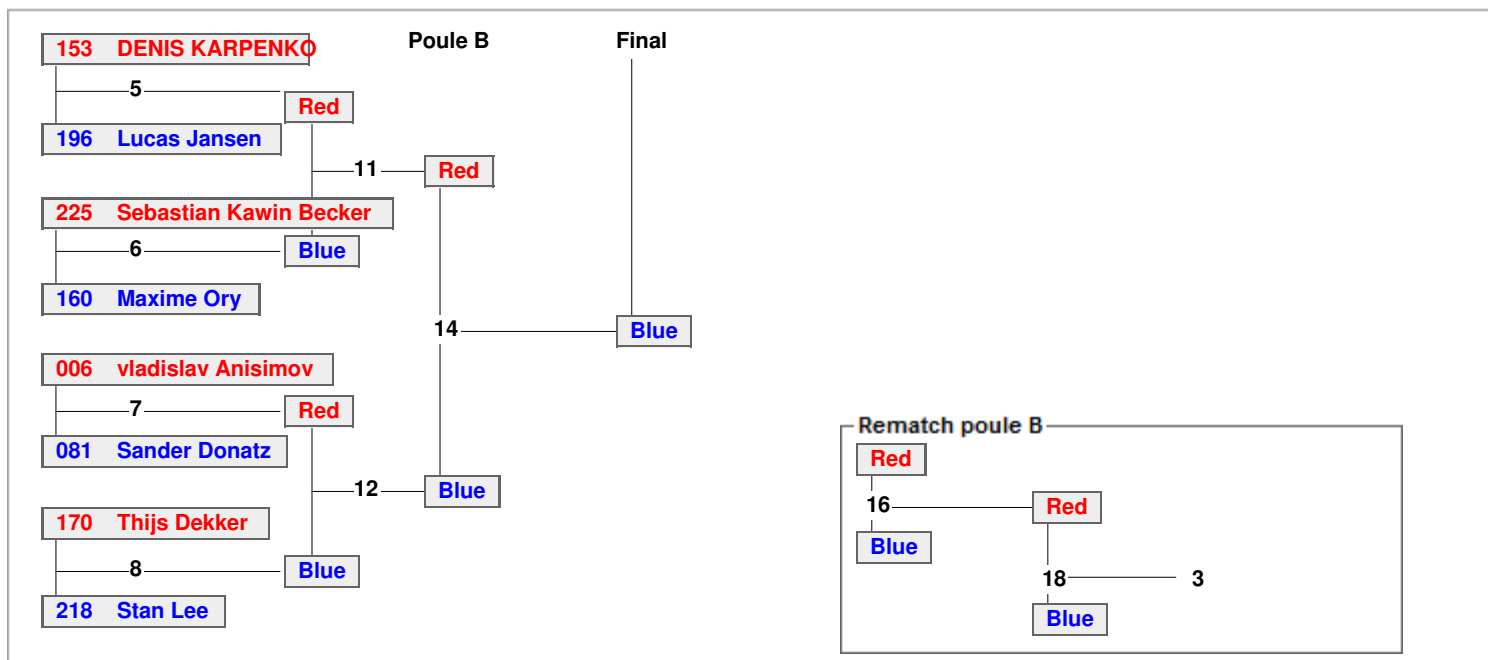 153 DENIS KARPENKO Poule B Final
5
Red
196 Lucas Jansen
11 Red
225 Sebastian Kawin Becker
6 Blue
160 Maxime Ory
14 Blue
006 vladislav Anisimov
7 Red
081 Sander Donatz
12 Blue
170 Thijs Dekker
8 Blue
218 Stan Lee
Rematch poule B
Red
16 Red
Blue
18 3
Blue